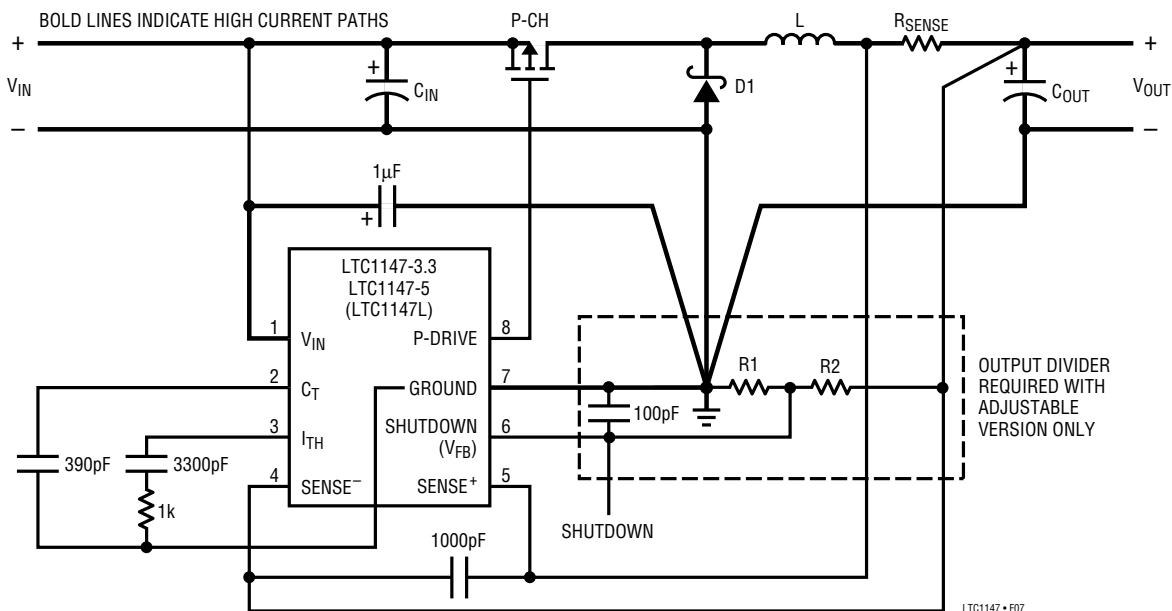 BOLD LINES INDICATE HIGH CURRENT PATHS
P-CH
L
RSENSE
+
+
VIN
+
CIN
D1
+
COUT
VOUT
–
–
1µF
+
LTC1147-3.3
LTC1147-5
(LTC1147L)
1
VIN
P-DRIVE
8
2
CT
GROUND
7
3
ITH
SHUTDOWN
(VFB)
6
4
SENSE–
SENSE+
5
100pF
R1
R2
OUTPUT DIVIDER
REQUIRED WITH
ADJUSTABLE
VERSION ONLY
390pF
3300pF
1k
SHUTDOWN
1000pF
LTC1147 • F07